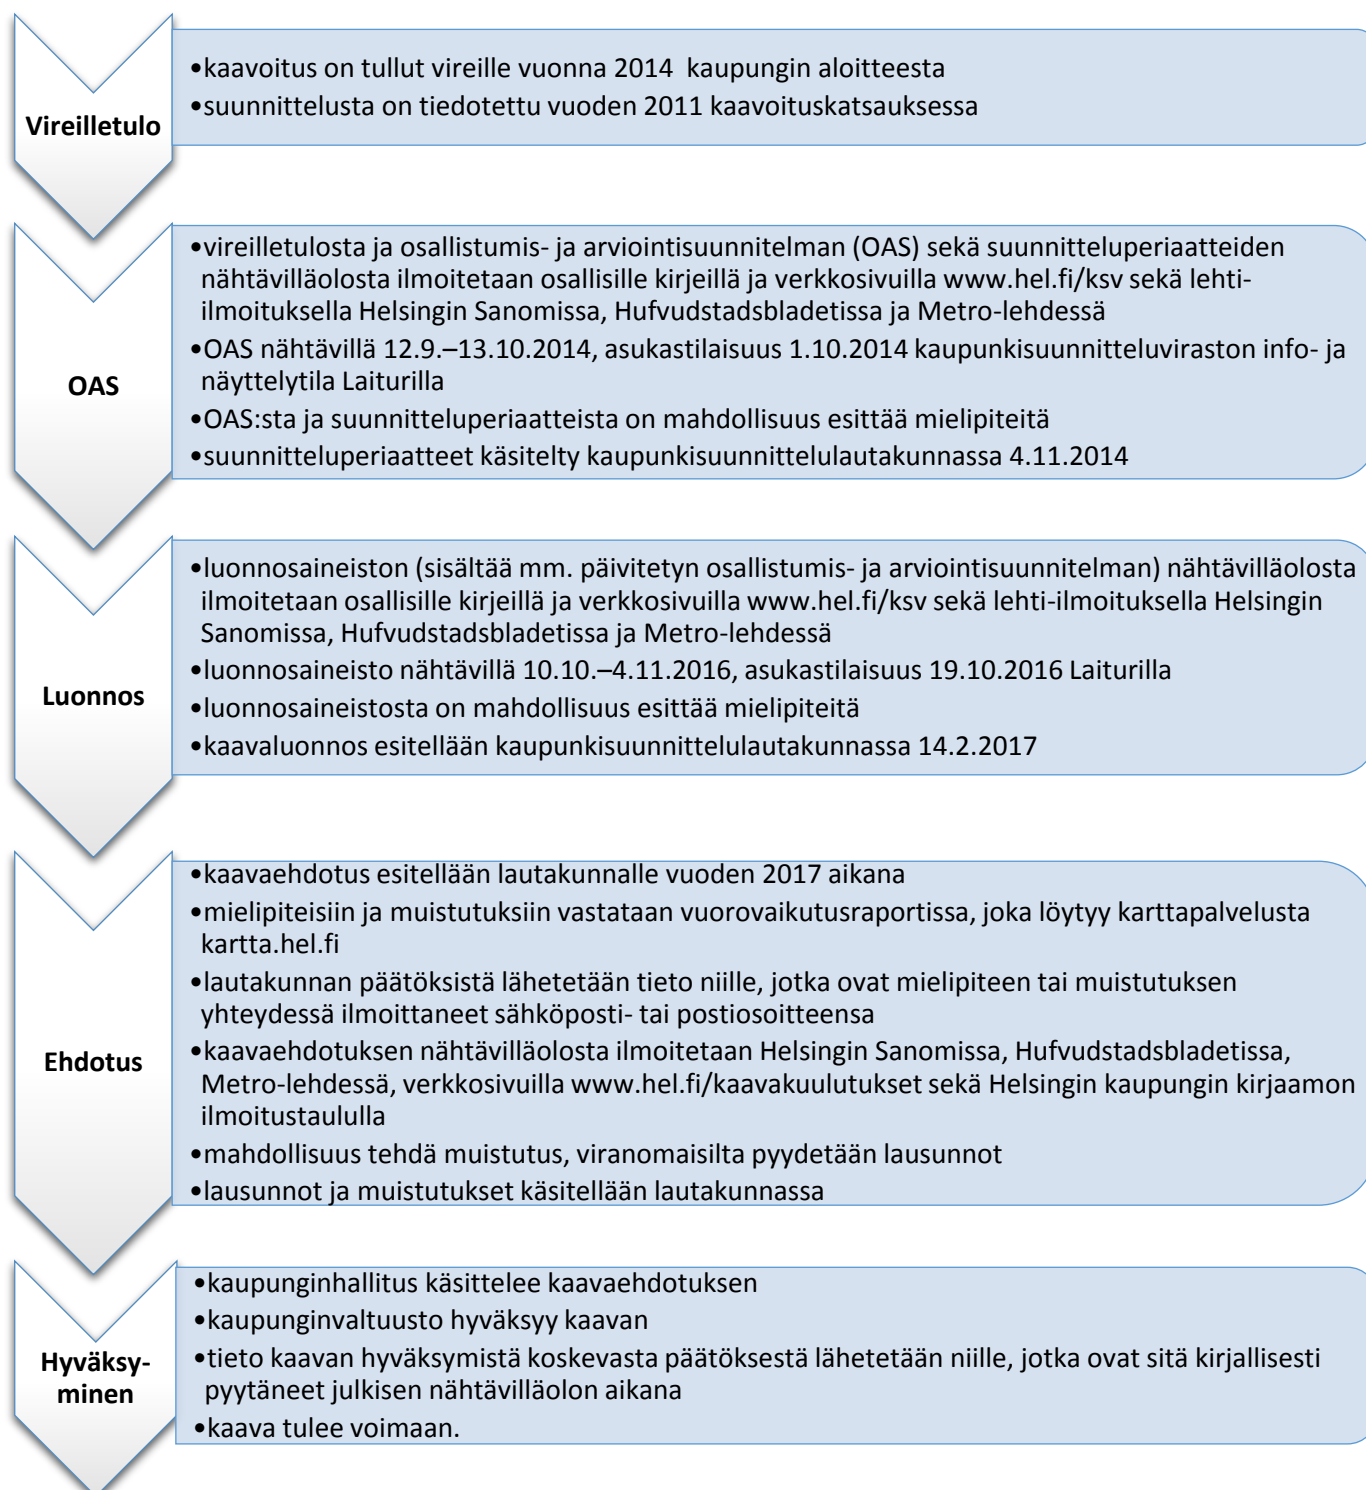 Vireilletulo
•kaavoitus on tullut vireille vuonna 2014 kaupungin aloitteesta
•suunnittelusta on tiedotettu vuoden 2011 kaavoituskatsauksessa
OAS
•vireilletulosta ja osallistumis- ja arviointisuunnitelman (OAS) sekä suunnitteluperiaatteiden
nähtävilläolosta ilmoitetaan osallisille kirjeillä ja verkkosivuilla www.hel.fi/ksv sekä lehti-
ilmoituksella Helsingin Sanomissa, Hufvudstadsbladetissa ja Metro-lehdessä
•OAS nähtävillä 12.9.–13.10.2014, asukastilaisuus 1.10.2014 kaupunkisuunnitteluviraston info- ja
näyttelytila Laiturilla
•OAS:sta ja suunnitteluperiaatteista on mahdollisuus esittää mielipiteitä
•suunnitteluperiaatteet käsitelty kaupunkisuunnittelulautakunnassa 4.11.2014
Luonnos
•luonnosaineiston (sisältää mm. päivitetyn osallistumis- ja arviointisuunnitelman) nähtävilläolosta
ilmoitetaan osallisille kirjeillä ja verkkosivuilla www.hel.fi/ksv sekä lehti-ilmoituksella Helsingin
Sanomissa, Hufvudstadsbladetissa ja Metro-lehdessä
•luonnosaineisto nähtävillä 10.10.–4.11.2016, asukastilaisuus 19.10.2016 Laiturilla
•luonnosaineistosta on mahdollisuus esittää mielipiteitä
•kaavaluonnos esitellään kaupunkisuunnittelulautakunnassa 14.2.2017
Ehdotus
•kaavaehdotus esitellään lautakunnalle vuoden 2017 aikana
•mielipiteisiin ja muistutuksiin vastataan vuorovaikutusraportissa, joka löytyy karttapalvelusta
kartta.hel.fi
•lautakunnan päätöksistä lähetetään tieto niille, jotka ovat mielipiteen tai muistutuksen
yhteydessä ilmoittaneet sähköposti- tai postiosoitteensa
•kaavaehdotuksen nähtävilläolosta ilmoitetaan Helsingin Sanomissa, Hufvudstadsbladetissa,
Metro-lehdessä, verkkosivuilla www.hel.fi/kaavakuulutukset sekä Helsingin kaupungin kirjaamon
ilmoitustaululla
•mahdollisuus tehdä muistutus, viranomaisilta pyydetään lausunnot
•lausunnot ja muistutukset käsitellään lautakunnassa
Hyväksy-
minen
•kaupunginhallitus käsittelee kaavaehdotuksen
•kaupunginvaltuusto hyväksyy kaavan
•tieto kaavan hyväksymistä koskevasta päätöksestä lähetetään niille, jotka ovat sitä kirjallisesti
pyytäneet julkisen nähtävilläolon aikana
•kaava tulee voimaan.